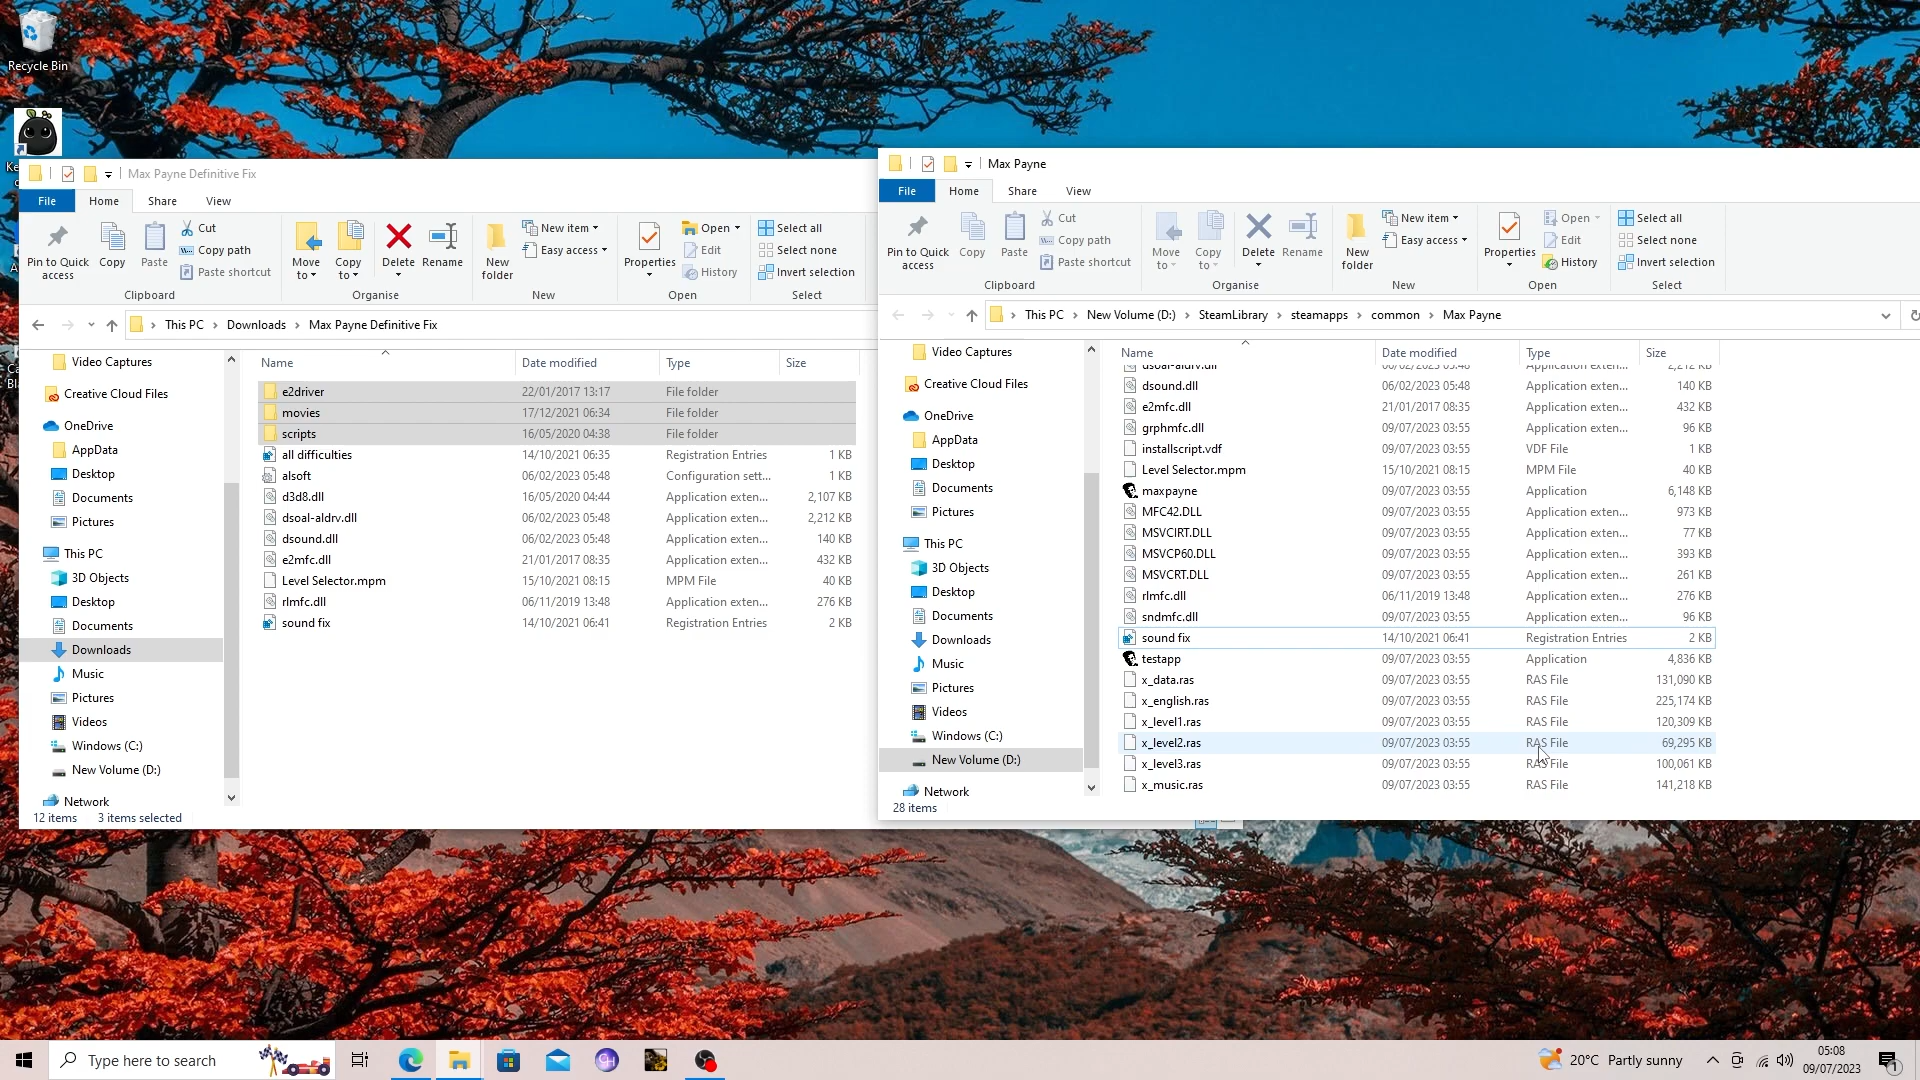 Recycle Bin
Max Payne Definitive Fix
File Home Share View
Pin to Quick access
Copy
Paste
Cut
Copy path
Paste shortcut
Move to
Copy to
Delete
Rename
New folder
New item
Easy access
Properties
Open
Edit
History
Select all
Select none
Invert selection
Clipboard Organise New Open Select
This PC Downloads Max Payne Definitive Fix
Video Captures
Creative Cloud Files
OneDrive
AppData
Desktop
Documents
Pictures
This PC
3D Objects
Desktop
Documents
Downloads
Music
Pictures
Videos
Windows (C:)
New Volume (D:)
Network
Name Date modified Type Size
e2driver 22/01/2017 13:17 File folder
movies 17/12/2021 06:34 File folder
scripts 16/05/2020 04:38 File folder
all difficulties 14/10/2021 06:35 Registration Entries 1 KB
alsoft 06/02/2023 05:48 Configuration sett... 1 KB
d3d8.dll 16/05/2020 04:44 Application exten... 2,107 KB
dsoal-aldrv.dll 06/02/2023 05:48 Application exten... 2,212 KB
dsound.dll 06/02/2023 05:48 Application exten... 140 KB
e2mfc.dll 21/01/2017 08:35 Application exten... 432 KB
Level Selector.mpm 15/10/2021 08:15 MPM File 40 KB
rlmfc.dll 06/11/2019 13:48 Application exten... 276 KB
sound fix 14/10/2021 06:41 Registration Entries 2 KB
12 items 3 items selected
Max Payne
File Home Share View
Pin to Quick access
Copy
Paste
Cut
Copy path
Paste shortcut
Move to
Copy to
Delete
Rename
New folder
New item
Easy access
Properties
Open
Edit
History
Select all
Select none
Invert selection
Clipboard Organise New Open Select
This PC New Volume (D:) SteamLibrary steamapps common Max Payne
Video Captures
Creative Cloud Files
OneDrive
AppData
Desktop
Documents
Pictures
This PC
3D Objects
Desktop
Documents
Downloads
Music
Pictures
Videos
Windows (C:)
New Volume (D:)
Network
Name Date modified Type Size
dsoal-aldrv.dll 06/02/2023 05:48 Application exten... 2,212 KB
dsound.dll 06/02/2023 05:48 Application exten... 140 KB
e2mfc.dll 21/01/2017 08:35 Application exten... 432 KB
grphmfc.dll 09/07/2023 03:55 Application exten... 96 KB
installscript.vdf 09/07/2023 03:55 VDF File 1 KB
Level Selector.mpm 15/10/2021 08:15 MPM File 40 KB
maxpayne 09/07/2023 03:55 Application 6,148 KB
MFC42.DLL 09/07/2023 03:55 Application exten... 973 KB
MSVCIRT.DLL 09/07/2023 03:55 Application exten... 77 KB
MSVCP60.DLL 09/07/2023 03:55 Application exten... 393 KB
MSVCRT.DLL 09/07/2023 03:55 Application exten... 261 KB
rlmfc.dll 06/11/2019 13:48 Application exten... 276 KB
sndmfc.dll 09/07/2023 03:55 Application exten... 96 KB
sound fix 14/10/2021 06:41 Registration Entries 2 KB
testapp 09/07/2023 03:55 Application 4,836 KB
x_data.ras 09/07/2023 03:55 RAS File 131,090 KB
x_english.ras 09/07/2023 03:55 RAS File 225,174 KB
x_level1.ras 09/07/2023 03:55 RAS File 120,309 KB
x_level2.ras 09/07/2023 03:55 RAS File 69,295 KB
x_level3.ras 09/07/2023 03:55 RAS File 100,061 KB
x_music.ras 09/07/2023 03:55 RAS File 141,218 KB
28 items
Type here to search
20°C Partly sunny
05:08
09/07/2023
1